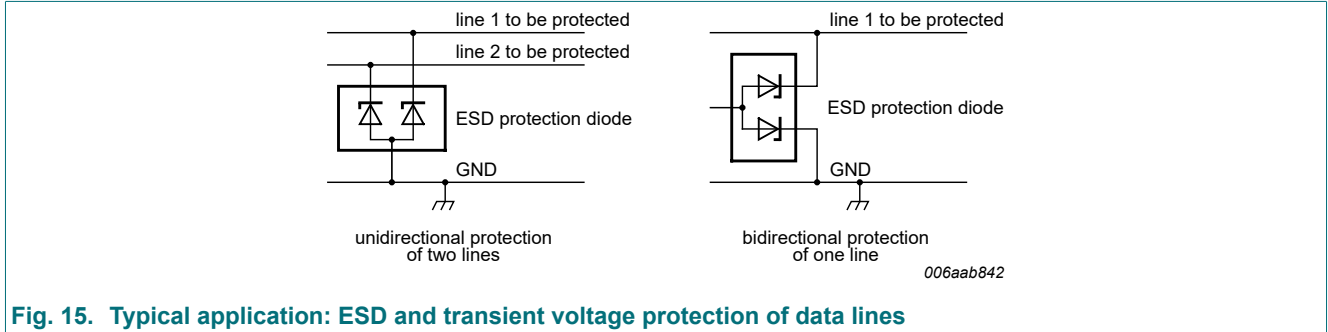 line 1 to be protected
line 2 to be protected
ESD protection diode
GND
unidirectional protection
of two lines
line 1 to be protected
ESD protection diode
GND
bidirectional protection
of one line
006aab842
Fig. 15. Typical application: ESD and transient voltage protection of data lines